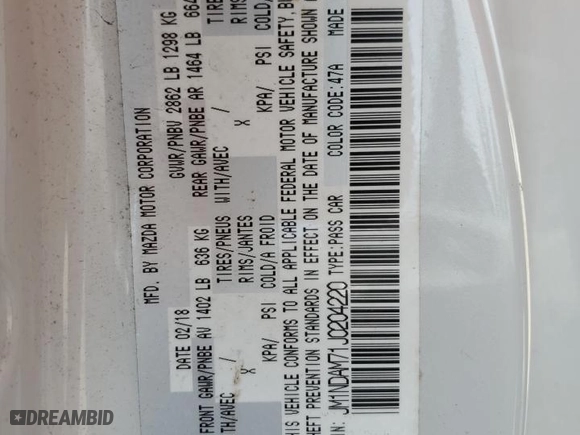 MFD. BY MAZDA MOTOR CORPORATION
DATE 02/18 GVWR/PNBV 2862 LB 1298 KG
FRONT GAWR/PNBE AV 1402 LB 636 KG REAR GAWR/PNBE AR 1464 LB 664
TIRES/PNEUS TIRE
TH/AVEC X / WITH/AVEC X /
RIMS/JANTES RIMS
KPA/ PSI COLD/A FROID KPA/ PSI COLD/
THIS VEHICLE CONFORMS TO ALL APPLICABLE FEDERAL MOTOR VEHICLE SAFETY, BU
THEFT PREVENTION STANDARDS IN EFFECT ON THE DATE OF MANUFACTURE SHOWN
IN: JM1NDAM71J0204220 TYPE:PASS CAR COLOR CODE:47A MADE
DREAMBID